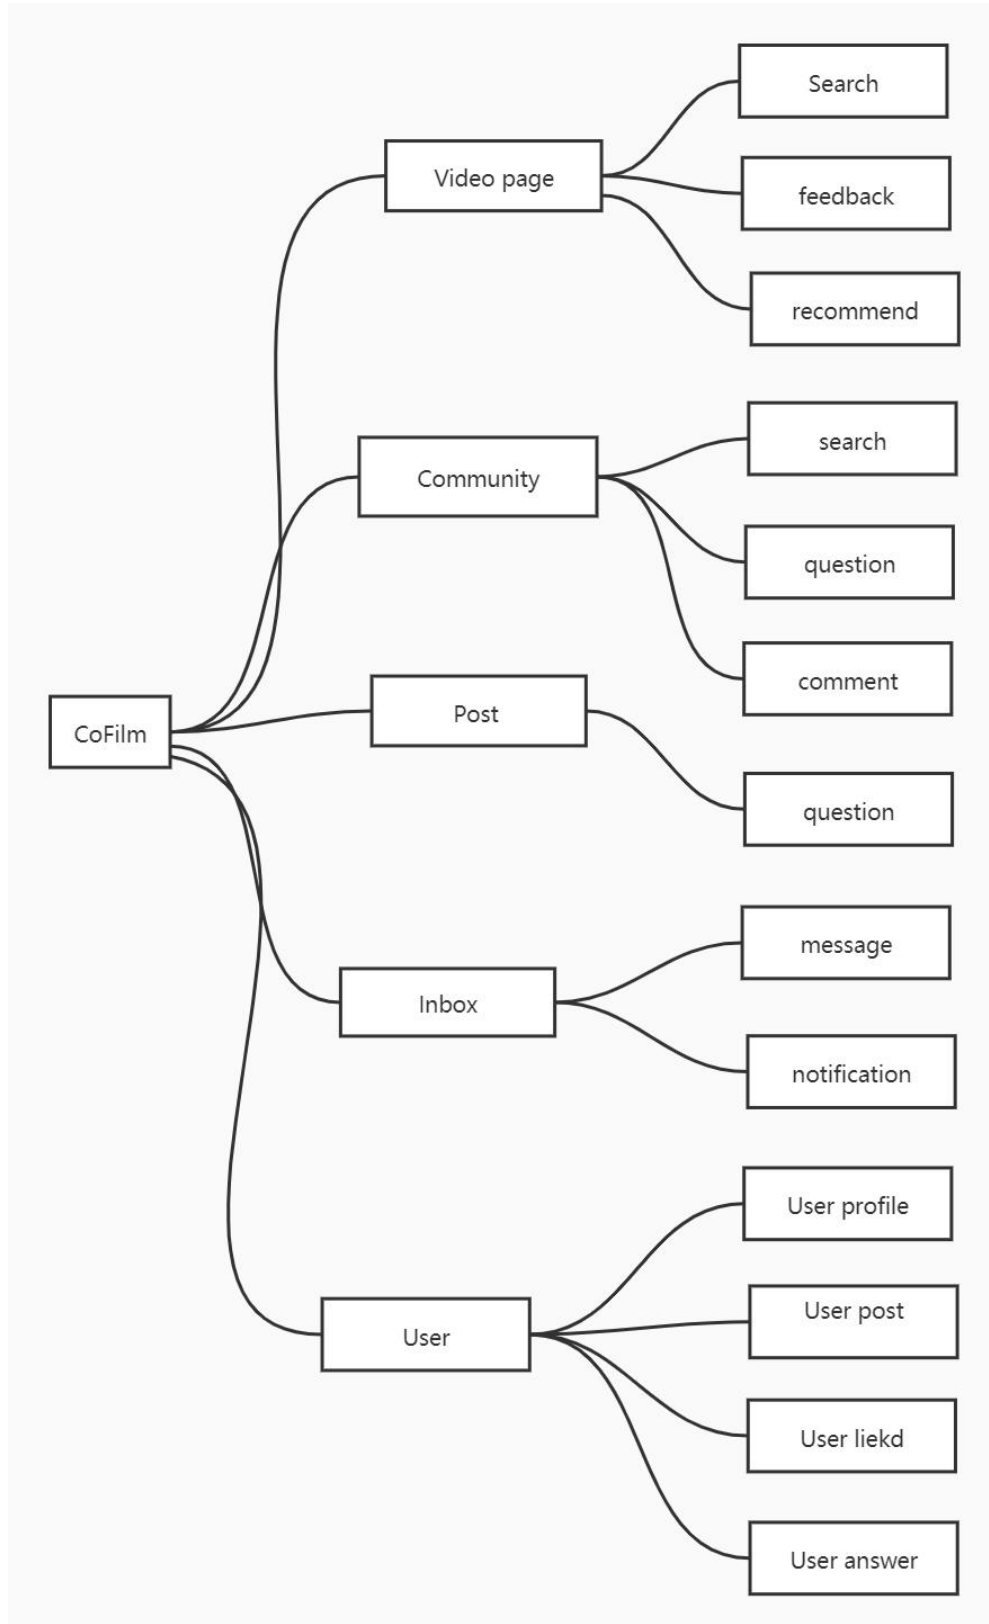 Search
Video page
feedback
recommend
search
Community
question
comment
Post
CoFilm
question
message
Inbox
notification
User profile
User post
User
User liekd
User answer